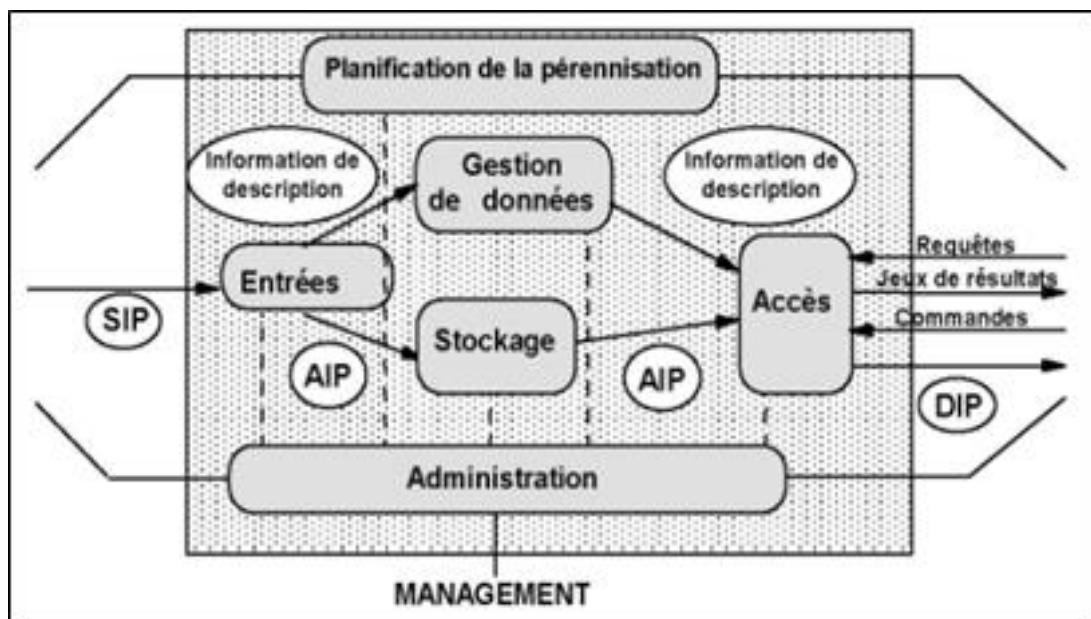 Planification de la pérennisation
Information de
description
Gestion
de données
Information de
description
Entrées
SIP
Stockage
AIP
AIP
Accès
Requêtes
Jeux de résultats
Commandes
DIP
Administration
MANAGEMENT